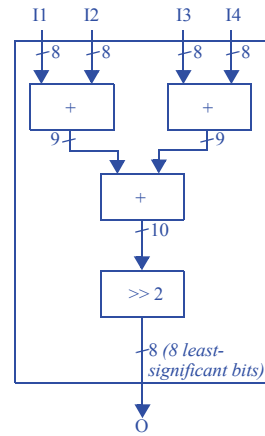 I1 I2 I3 I4
8 8 8 8
+ +
9 9
+
10
>> 2
8 (8 least-
significant bits)
O